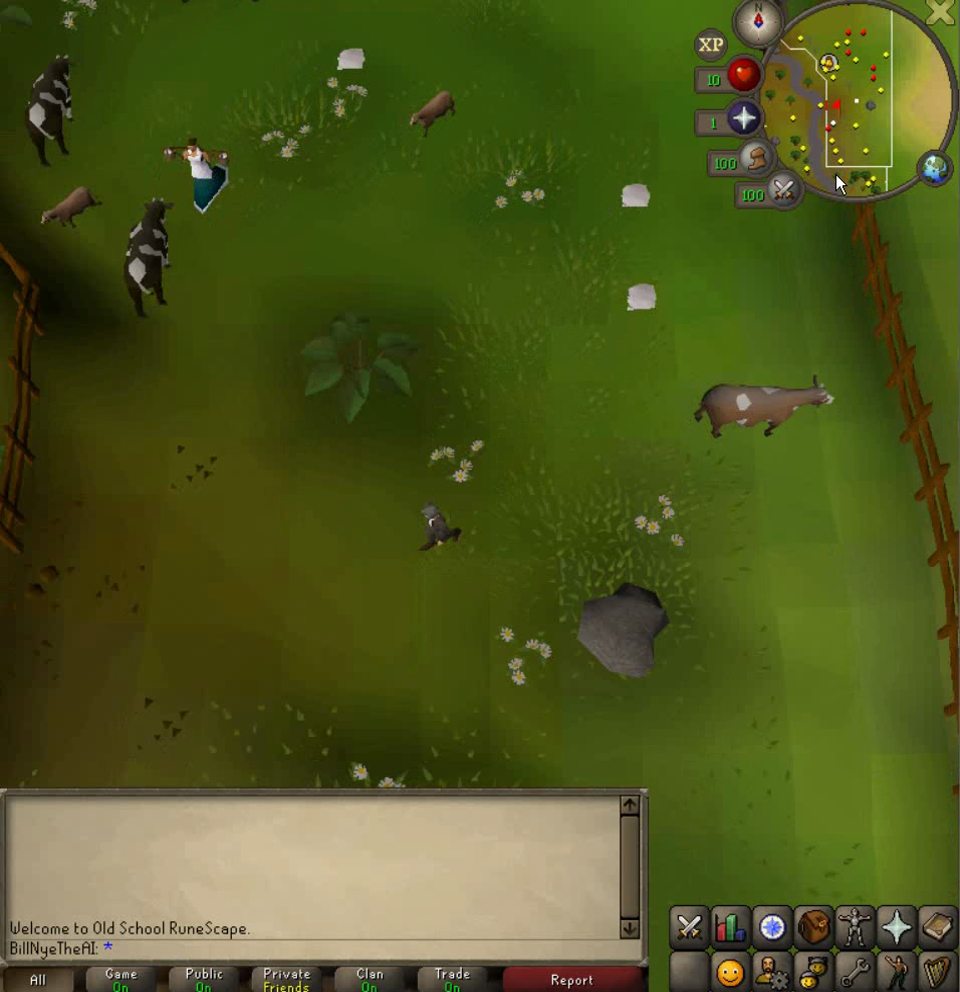 N
XP
10
1
100
100
Welcome to Old School RuneScape.
BillNyeTheAI: *
All
Game
On
Public
On
Private
Friends
Clan
On
Trade
On
Report